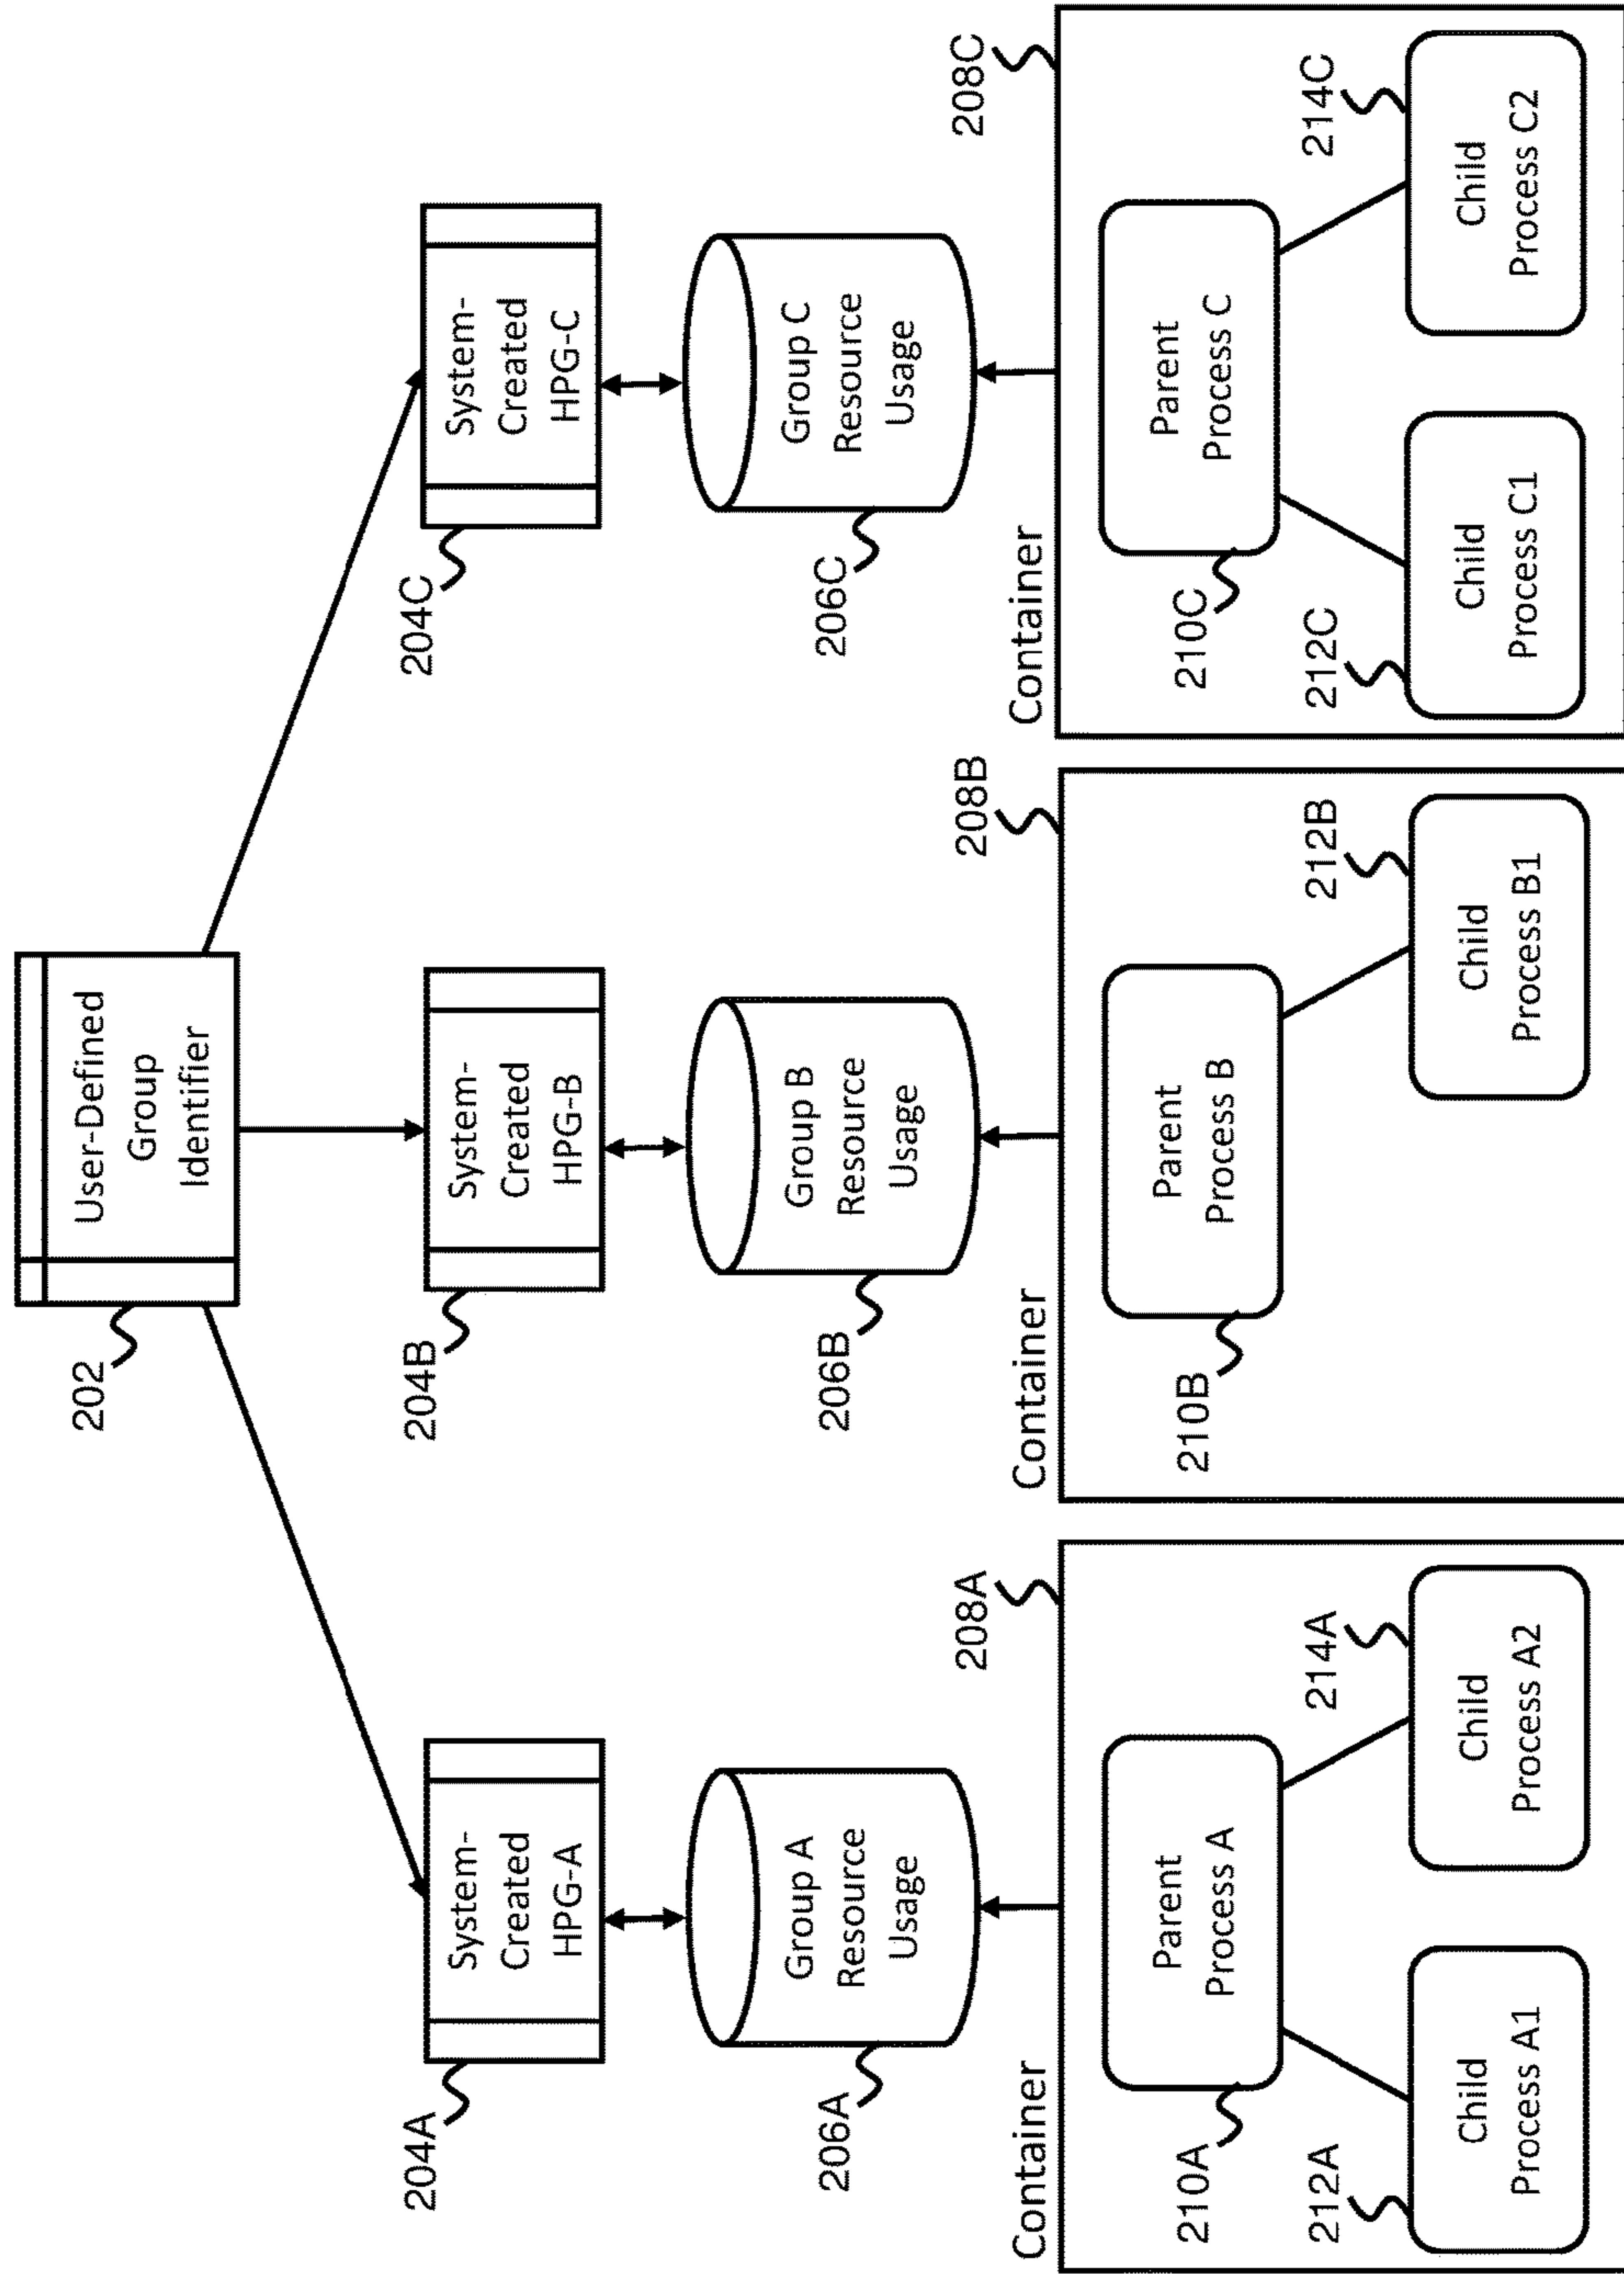 202
User-Defined
Group
Identifier
204A
System-
Created
HPG-A
204B
System-
Created
HPG-B
204C
System-
Created
HPG-C
206A
Group A
Resource
Usage
206B
Group B
Resource
Usage
206C
Group C
Resource
Usage
Container
208A
Container
208B
Container
208C
210A
Parent
Process A
210B
Parent
Process B
210C
Parent
Process C
212A
Child
Process A1
214A
Child
Process A2
212B
Child
Process B1
212C
Child
Process C1
214C
Child
Process C2